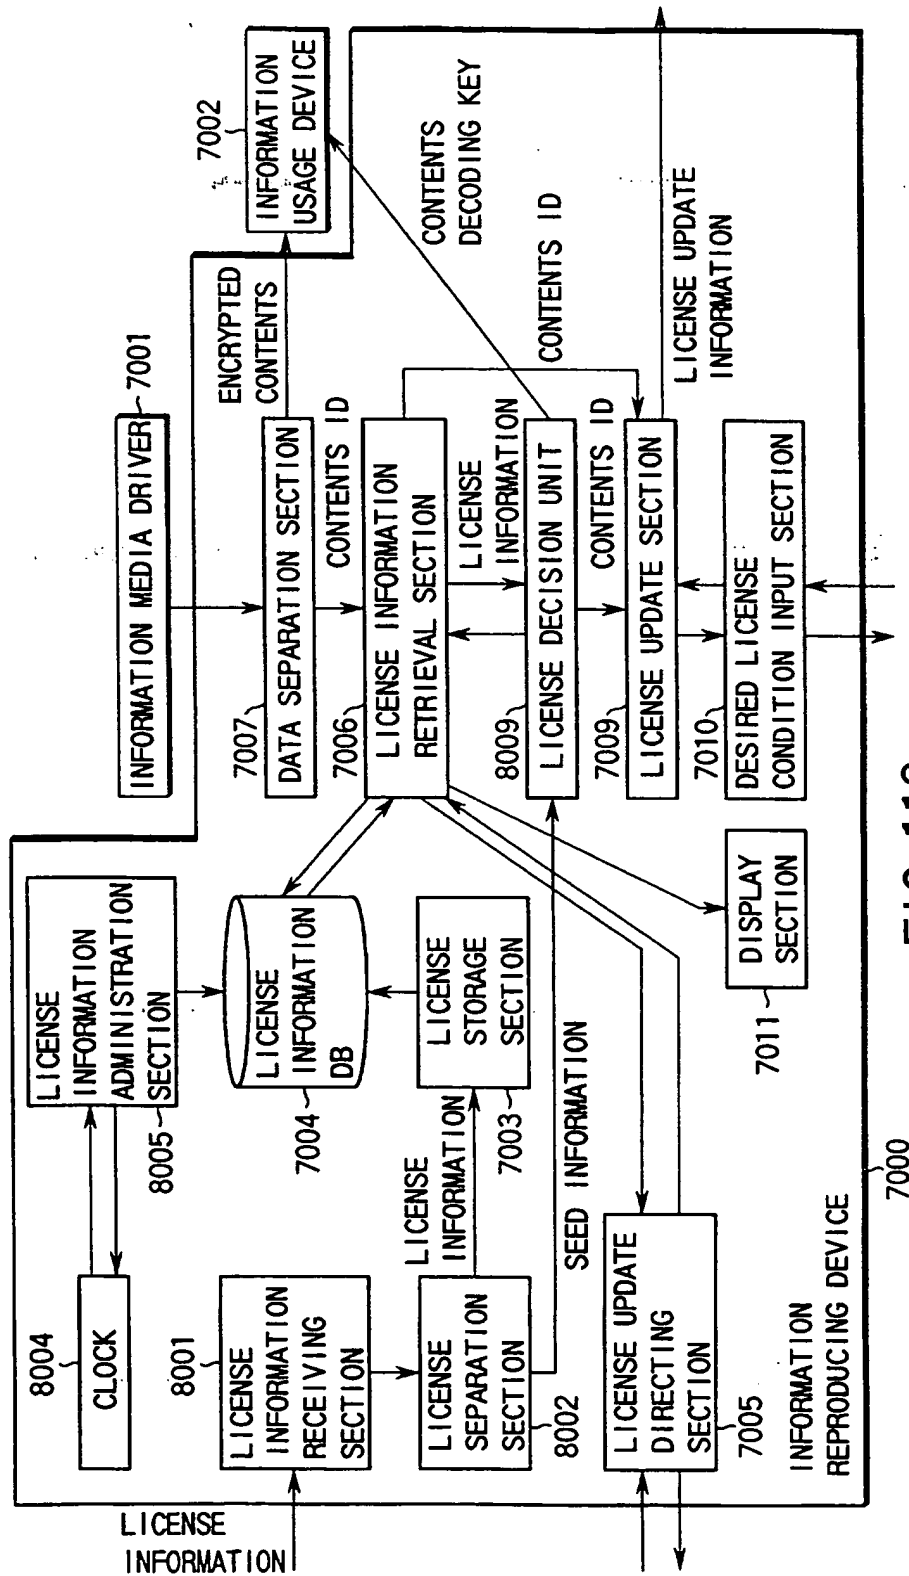 LICENSE
INFORMATION
8004
CLOCK
LICENSE
INFORMATION
ADMINISTRATION
SECTION
8005
8001
LICENSE
INFORMATION
RECEIVING
SECTION
LICENSE
SEPARATION
SECTION
8002
LICENSE
INFORMATION
SEED INFORMATION
LICENSE
INFORMATION
DB
7004
LICENSE
STORAGE
SECTION
7003
LICENSE UPDATE
DIRECTING
SECTION
7005
DISPLAY
SECTION
7011
INFORMATION
REPRODUCING DEVICE
7000
INFORMATION MEDIA DRIVER
7001
7007
DATA SEPARATION SECTION
ENCRYPTED
CONTENTS
7002
INFORMATION
USAGE DEVICE
CONTENTS ID
7006
LICENSE INFORMATION
RETRIEVAL SECTION
LICENSE
INFORMATION
8009
LICENSE DECISION UNIT
CONTENTS
DECODING KEY
CONTENTS ID
CONTENTS ID
7009
LICENSE UPDATE SECTION
LICENSE UPDATE
INFORMATION
7010
DESIRED LICENSE
CONDITION INPUT SECTION